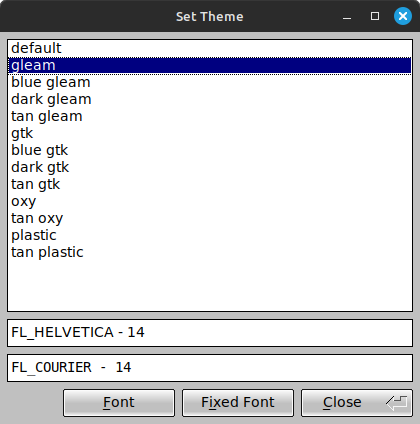 Set Theme
default
gleam
blue gleam
dark gleam
tan gleam
gtk
blue gtk
dark gtk
tan gtk
oxy
tan oxy
plastic
tan plastic
FL_HELVETICA - 14
FL_COURIER - 14
Font
Fixed Font
Close